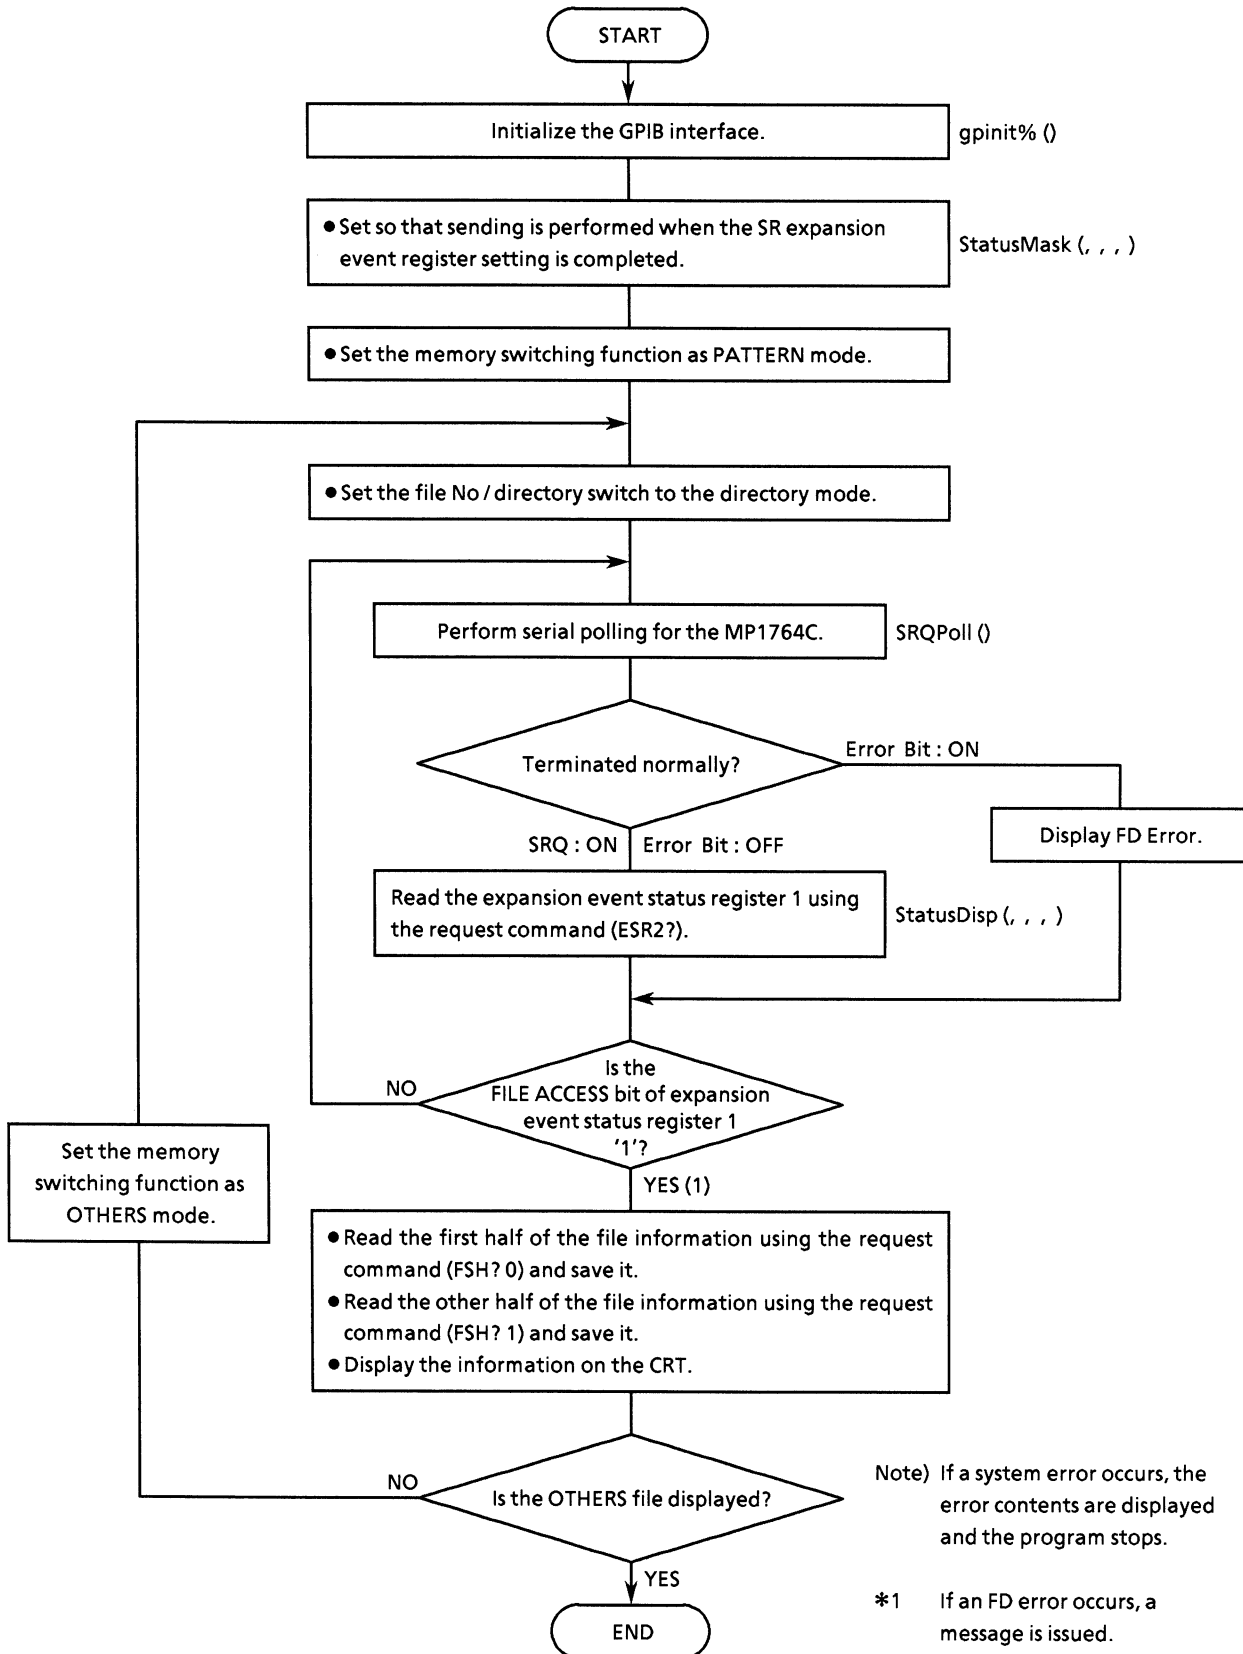 START
Initialize the GPIB interface.
gpinit% ()
● Set so that sending is performed when the SR expansion
event register setting is completed.
StatusMask (, , , )
● Set the memory switching function as PATTERN mode.
● Set the file No / directory switch to the directory mode.
Perform serial polling for the MP1764C.
SRQPoll ()
Terminated normally?
Error Bit : ON
Display FD Error.
SRQ : ON
Error Bit : OFF
Read the expansion event status register 1 using
the request command (ESR2?).
StatusDisp (, , , )
Is the
FILE ACCESS bit of expansion
event status register 1
'1'?
NO
YES (1)
Set the memory
switching function as
OTHERS mode.
● Read the first half of the file information using the request
command (FSH? 0) and save it.
● Read the other half of the file information using the request
command (FSH? 1) and save it.
● Display the information on the CRT.
NO
Is the OTHERS file displayed?
YES
END
Note) If a system error occurs, the
error contents are displayed
and the program stops.
*1 If an FD error occurs, a
message is issued.